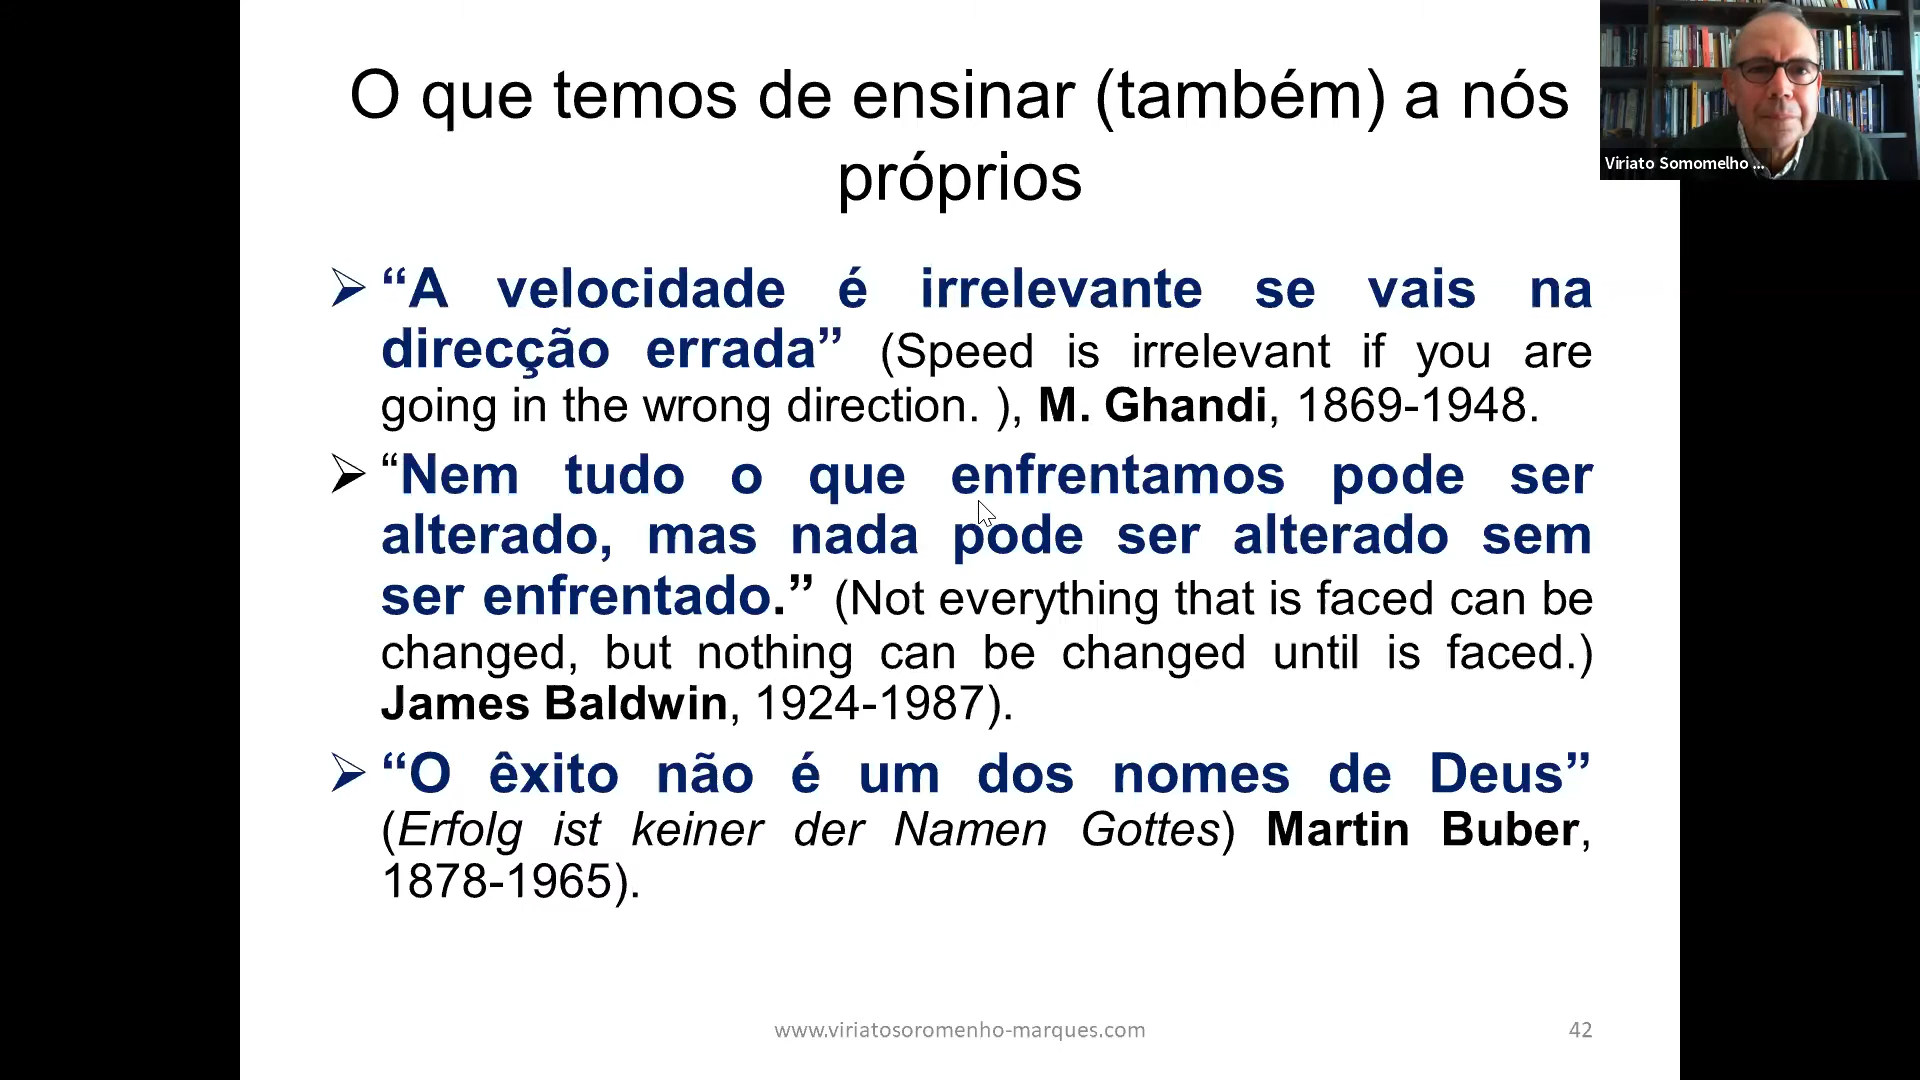 O que temos de ensinar (também) a nós
próprios
Viriato Somomelho ...
➢ “A velocidade é irrelevante se vais na
direcção errada” (Speed is irrelevant if you are
going in the wrong direction. ), M. Ghandi, 1869-1948.
➢ “Nem tudo o que enfrentamos pode ser
alterado, mas nada pode ser alterado sem
ser enfrentado.” (Not everything that is faced can be
changed, but nothing can be changed until is faced.)
James Baldwin, 1924-1987).
➢ “O êxito não é um dos nomes de Deus”
(Erfolg ist keiner der Namen Gottes) Martin Buber,
1878-1965).
www.viriatosoromenho-marques.com
42